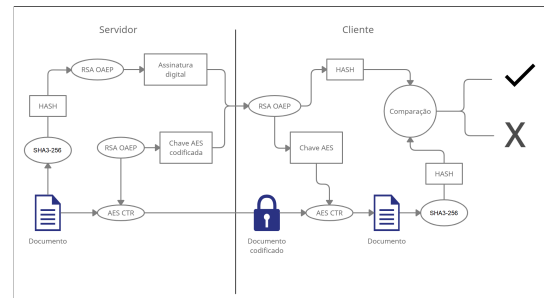 Servidor
Cliente
RSA OAEP
Assinatura
digital
HASH
HASH
RSA OAEP
Comparação
X
SHA3-256
RSA OAEP
Chave AES
codificada
Chave AES
HASH
AES CTR
AES CTR
SHA3-256
Documento
Documento
codificado
Documento